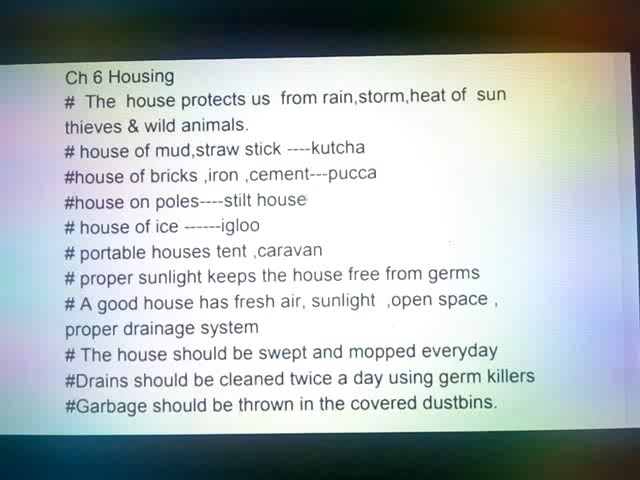 Ch 6 Housing
# The house protects us from rain,storm,heat of sun
thieves & wild animals.
# house of mud,straw stick ----kutcha
#house of bricks ,iron ,cement---pucca
#house on poles----stilt house
# house of ice ------igloo
# portable houses tent ,caravan
# proper sunlight keeps the house free from germs
# A good house has fresh air, sunlight ,open space ,
proper drainage system
# The house should be swept and mopped everyday
#Drains should be cleaned twice a day using germ killers
#Garbage should be thrown in the covered dustbins.